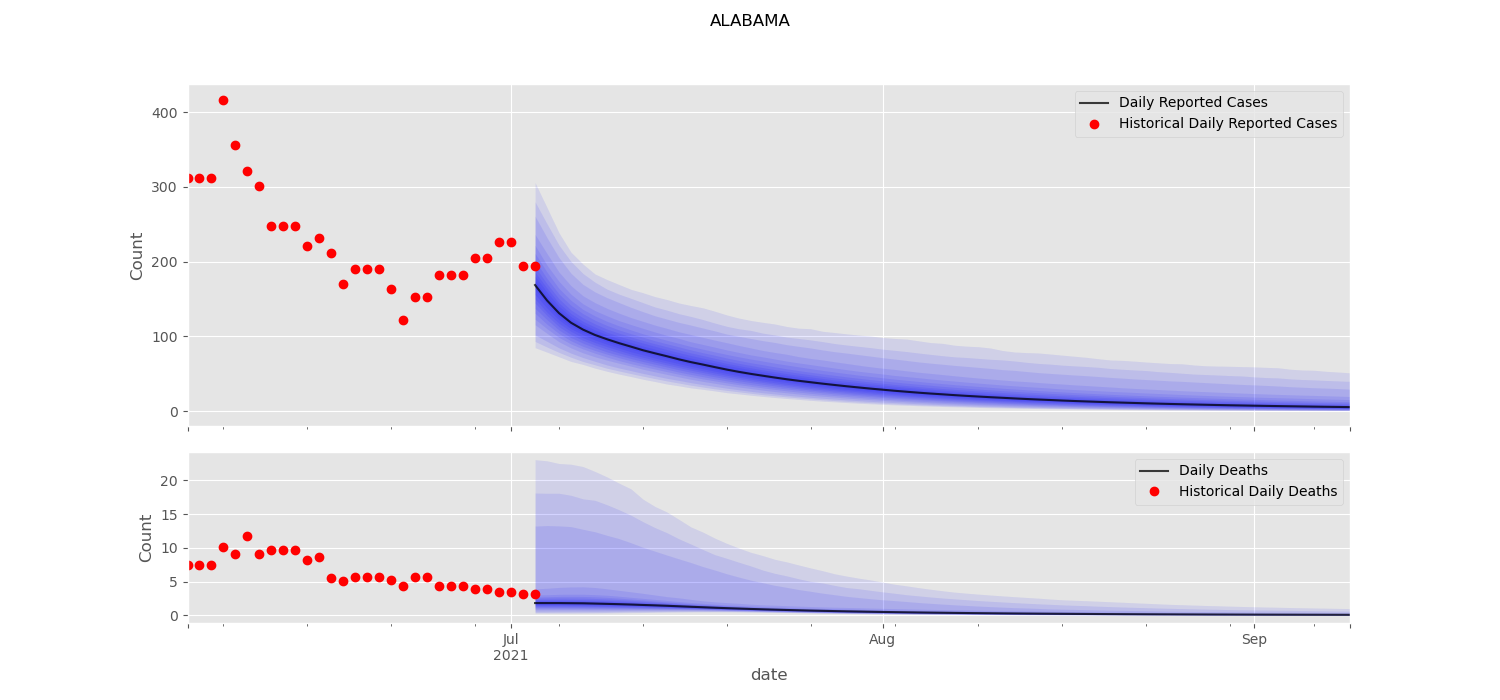 ALABAMA
Daily Reported Cases
Historical Daily Reported Cases
400
300
200
100
0
Count
Daily Deaths
Historical Daily Deaths
20
15
10
5
0
Count
Jul
2021
Aug
Sep
date